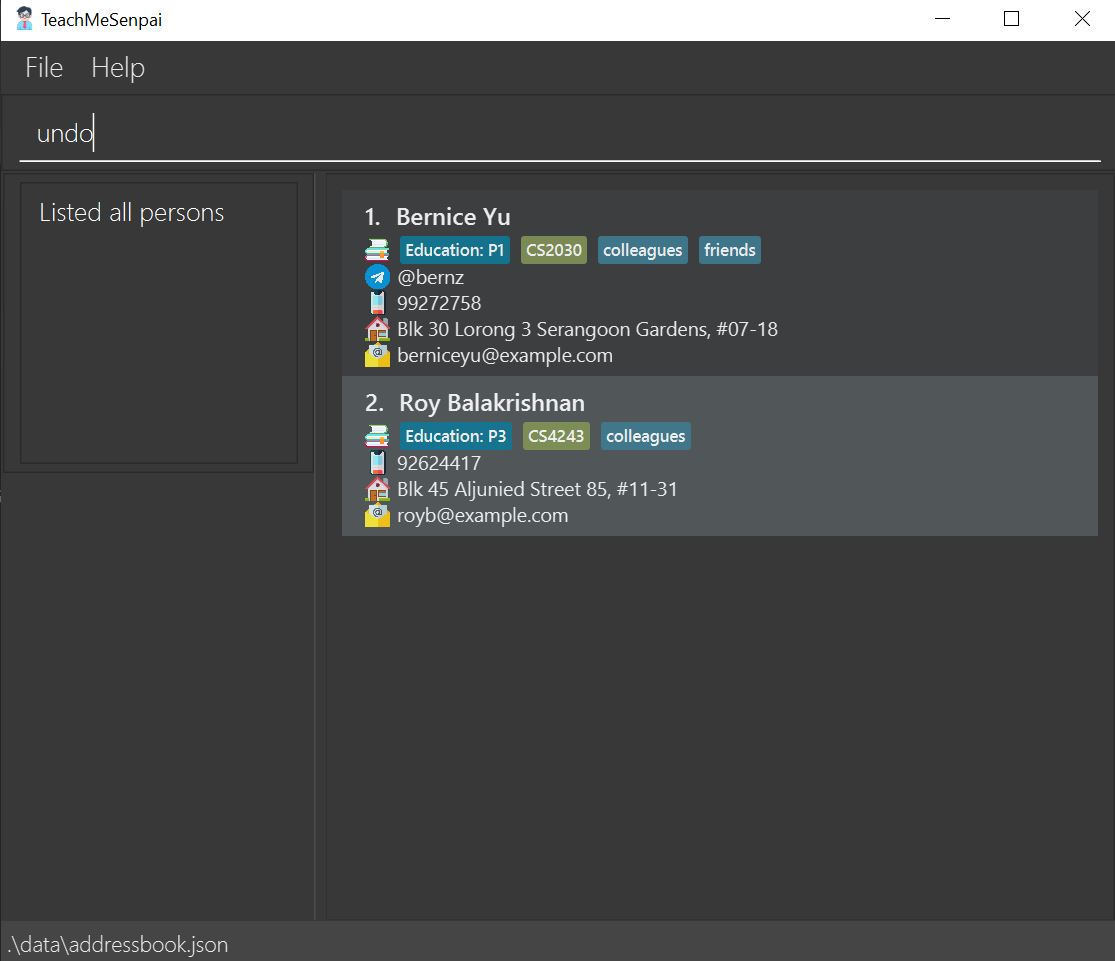 TeachMeSenpai
File Help
undo
Listed all persons
1. Bernice Yu
Education: P1 CS2030 colleagues friends
@bernz
99272758
Blk 30 Lorong 3 Serangoon Gardens, #07-18
berniceyu@example.com
2. Roy Balakrishnan
Education: P3 CS4243 colleagues
92624417
Blk 45 Aljunied Street 85, #11-31
royb@example.com
.\data\addressbook.json